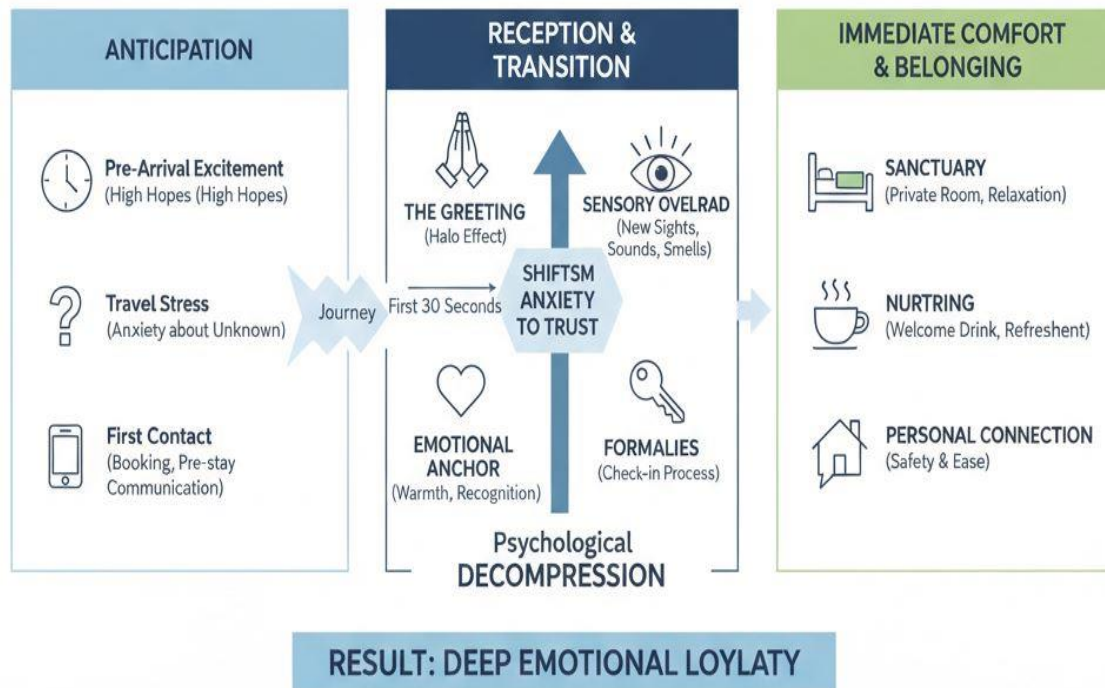 ANTICIPATION
Pre-Arrival Excitement
(High Hopes (High Hopes)
Travel Stress
(Anxiety about Unknown)
First Contact
(Booking, Pre-stay
Communication)
Journey
RECEPTION &
TRANSITION
THE GREETING
(Halo Effect)
SENSORY OVELRAD
(New Sights,
Sounds, Smells)
First 30 Seconds
SHIFTSM
ANXIETY
TO TRUST
EMOTIONAL
ANCHOR
(Warmth, Recognition)
FORMALIES
(Check-in Process)
Psychological
DECOMPRESSION
IMMEDIATE COMFORT
& BELONGING
SANCTUARY
(Private Room, Relaxation)
NURTRING
(Welcome Drink, Refreshent)
PERSONAL CONNECTION
(Safety & Ease)
RESULT: DEEP EMOTIONAL LOYLATY